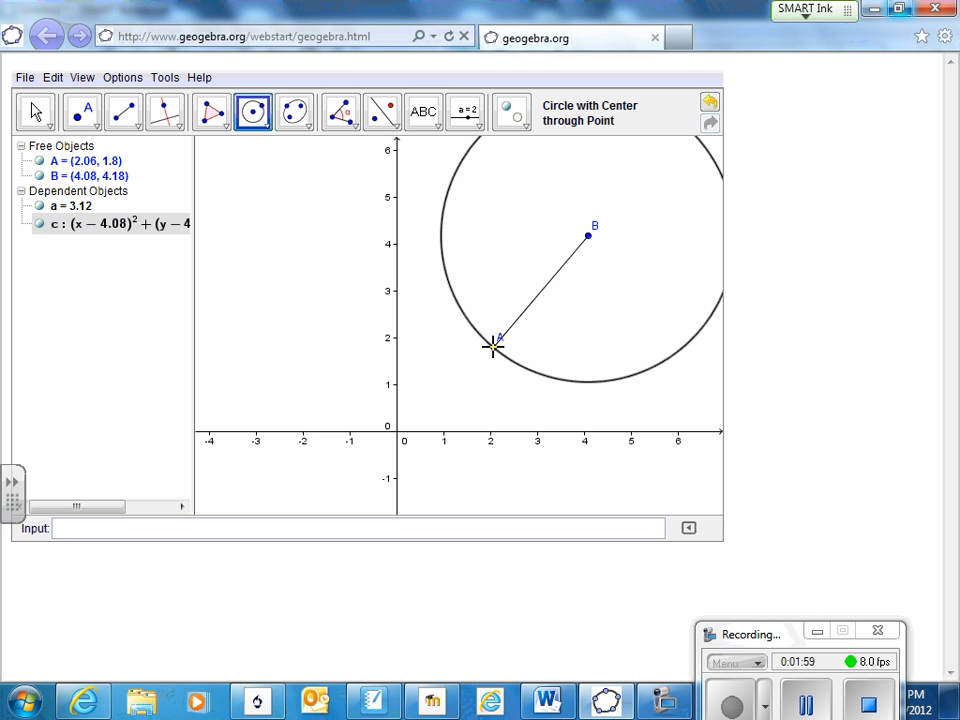 SMART Ink
http://www.geogebra.org/webstart/geogebra.html
geogebra.org
File Edit View Options Tools Help
A
α
ABC
a = 2
Circle with Center
through Point
Free Objects
A = (2.06, 1.8)
B = (4.08, 4.18)
Dependent Objects
a = 3.12
c : (x − 4.08)² + (y − 4
6
5
4
3
2
1
0
-1
-4 -3 -2 -1 0 1 2 3 4 5 6
B
A
Input:
Recording...
Menu
0:01:59
8.0 fps
PM
/2012